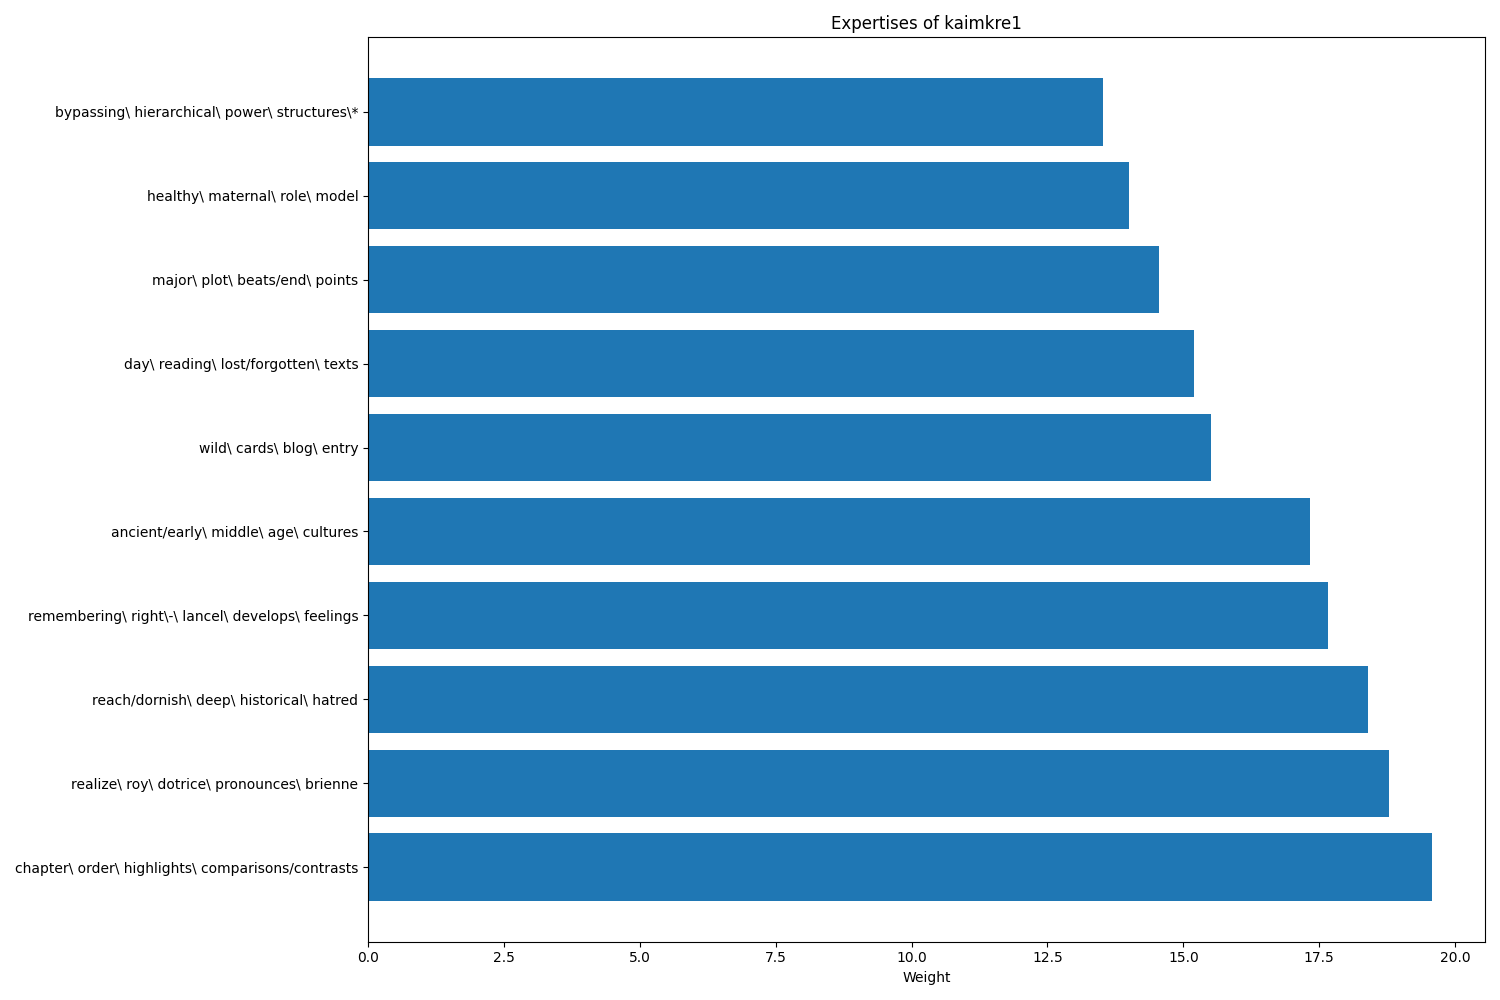 Expertises of kaimkre1
bypassing\ hierarchical\ power\ structures\*
healthy\ maternal\ role\ model
major\ plot\ beats/end\ points
day\ reading\ lost/forgotten\ texts
wild\ cards\ blog\ entry
ancient/early\ middle\ age\ cultures
remembering\ right\-\ lancel\ develops\ feelings
reach/dornish\ deep\ historical\ hatred
realize\ roy\ dotrice\ pronounces\ brienne
chapter\ order\ highlights\ comparisons/contrasts
0.0 2.5 5.0 7.5 10.0 12.5 15.0 17.5 20.0
Weight